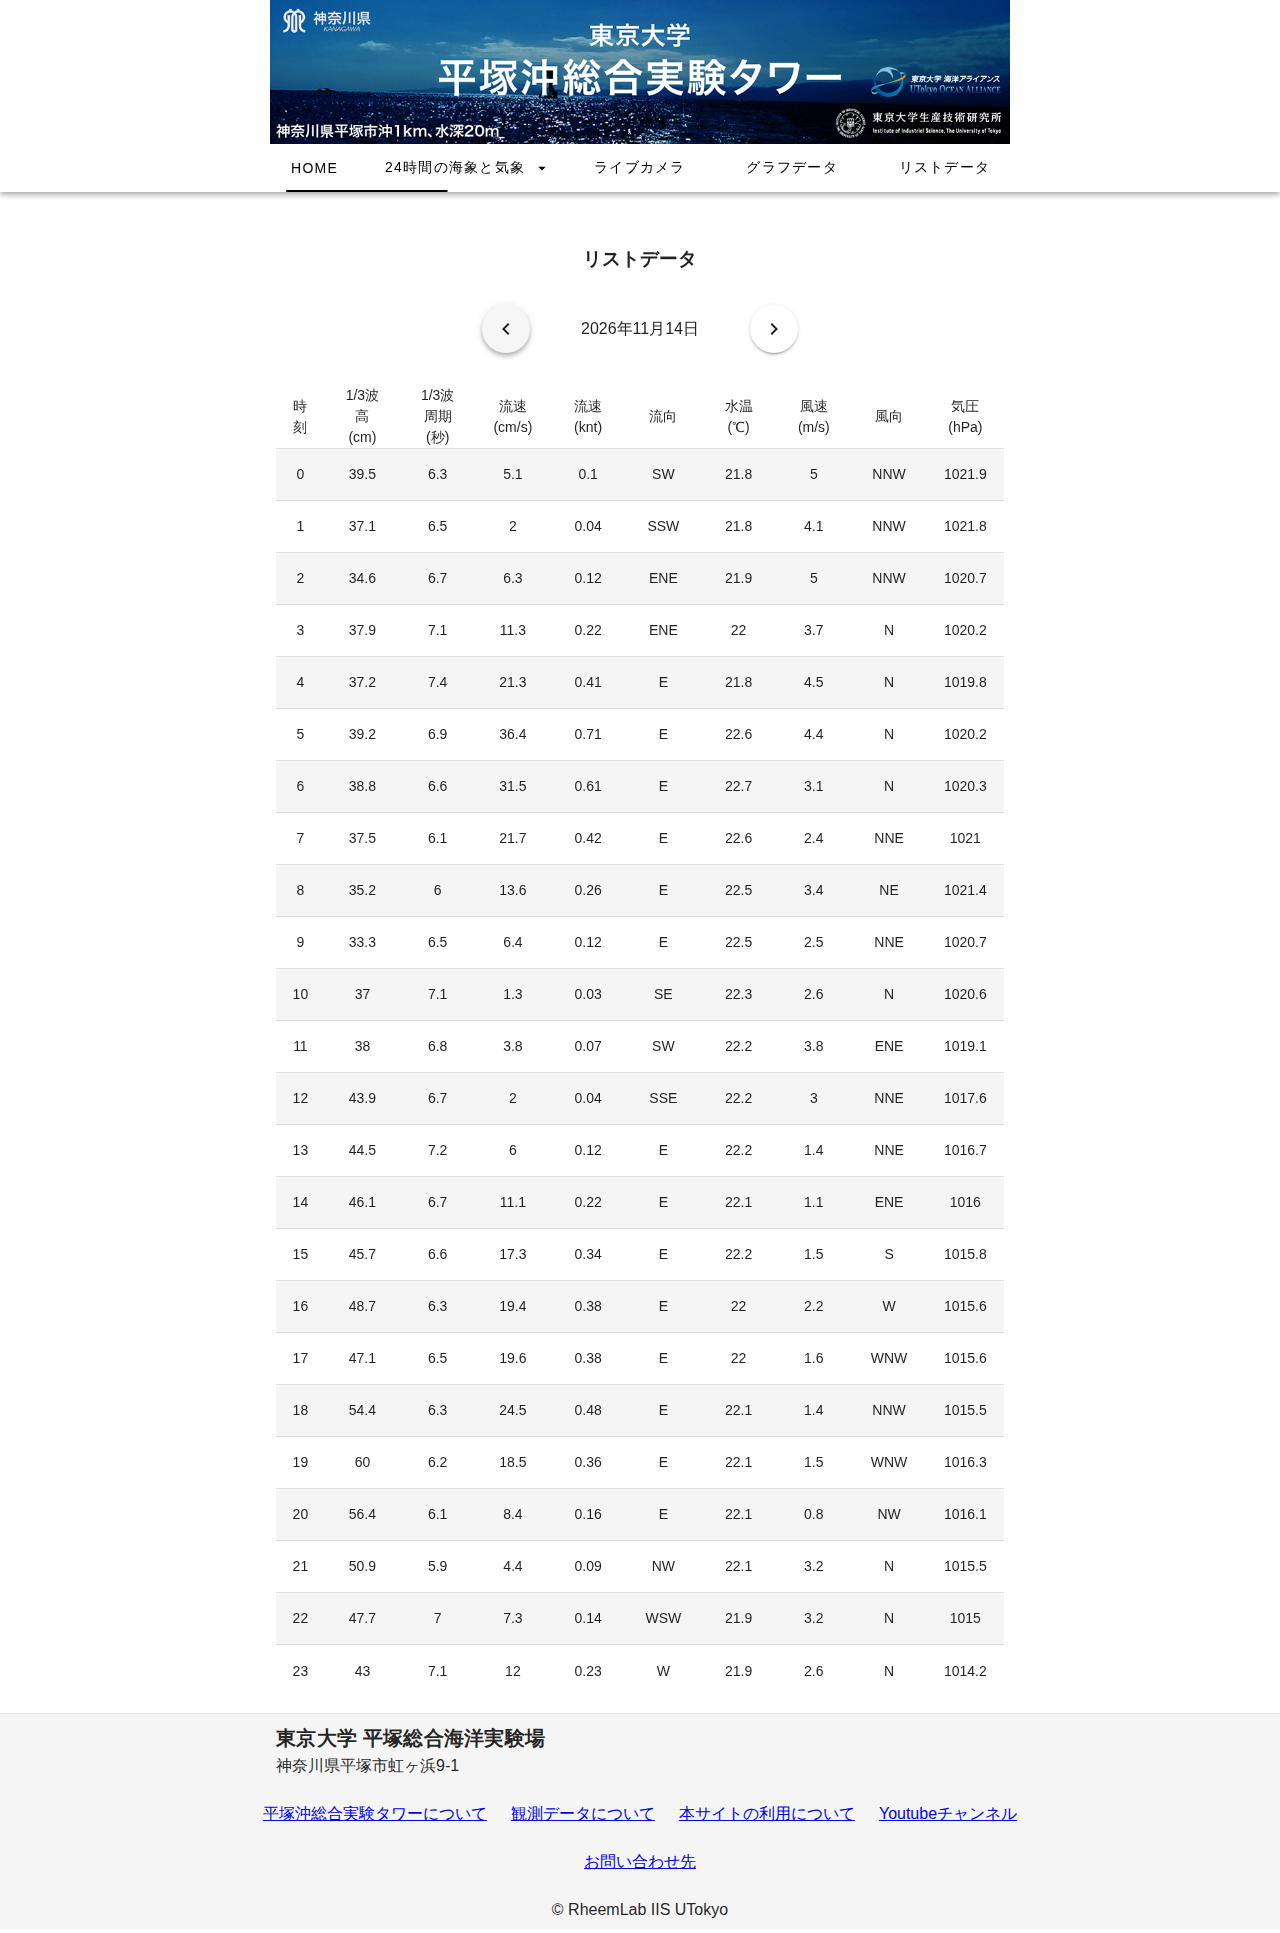 神奈川県
KANAGAWA
東京大学
平塚沖総合実験タワー
東京大学 海洋アライアンス
UTokyo OCEAN ALLIANCE
東京大学生産技術研究所
Institute of Industrial Science, The University of Tokyo
神奈川県平塚市沖1km、水深20m
HOME 24時間の海象と気象 ライブカメラ グラフデータ リストデータ
リストデータ
2026年11月14日
時刻 1/3波高(cm) 1/3波周期(秒) 流速(cm/s) 流速(knt) 流向 水温(℃) 風速(m/s) 風向 気圧(hPa)
0 39.5 6.3 5.1 0.1 SW 21.8 5 NNW 1021.9
1 37.1 6.5 2 0.04 SSW 21.8 4.1 NNW 1021.8
2 34.6 6.7 6.3 0.12 ENE 21.9 5 NNW 1020.7
3 37.9 7.1 11.3 0.22 ENE 22 3.7 N 1020.2
4 37.2 7.4 21.3 0.41 E 21.8 4.5 N 1019.8
5 39.2 6.9 36.4 0.71 E 22.6 4.4 N 1020.2
6 38.8 6.6 31.5 0.61 E 22.7 3.1 N 1020.3
7 37.5 6.1 21.7 0.42 E 22.6 2.4 NNE 1021
8 35.2 6 13.6 0.26 E 22.5 3.4 NE 1021.4
9 33.3 6.5 6.4 0.12 E 22.5 2.5 NNE 1020.7
10 37 7.1 1.3 0.03 SE 22.3 2.6 N 1020.6
11 38 6.8 3.8 0.07 SW 22.2 3.8 ENE 1019.1
12 43.9 6.7 2 0.04 SSE 22.2 3 NNE 1017.6
13 44.5 7.2 6 0.12 E 22.2 1.4 NNE 1016.7
14 46.1 6.7 11.1 0.22 E 22.1 1.1 ENE 1016
15 45.7 6.6 17.3 0.34 E 22.2 1.5 S 1015.8
16 48.7 6.3 19.4 0.38 E 22 2.2 W 1015.6
17 47.1 6.5 19.6 0.38 E 22 1.6 WNW 1015.6
18 54.4 6.3 24.5 0.48 E 22.1 1.4 NNW 1015.5
19 60 6.2 18.5 0.36 E 22.1 1.5 WNW 1016.3
20 56.4 6.1 8.4 0.16 E 22.1 0.8 NW 1016.1
21 50.9 5.9 4.4 0.09 NW 22.1 3.2 N 1015.5
22 47.7 7 7.3 0.14 WSW 21.9 3.2 N 1015
23 43 7.1 12 0.23 W 21.9 2.6 N 1014.2
東京大学 平塚総合海洋実験場
神奈川県平塚市虹ヶ浜9-1
平塚沖総合実験タワーについて 観測データについて 本サイトの利用について Youtubeチャンネル
お問い合わせ先
© RheemLab IIS UTokyo